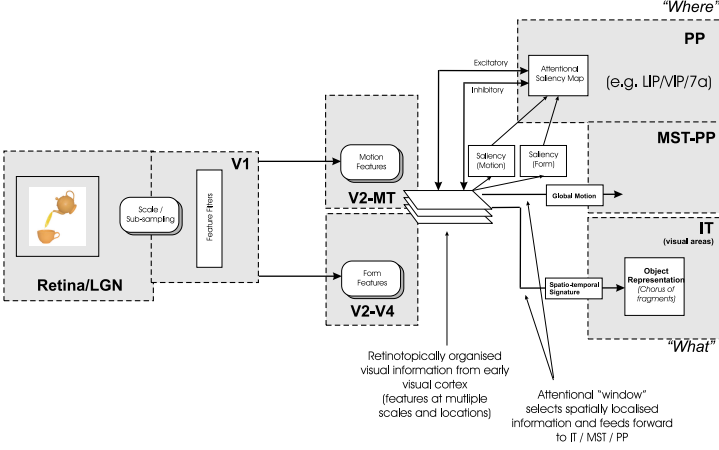 "Where"
PP
Excitatory
Attentional
Saliency Map
(e.g. LIP/VIP/7a)
Inhibitory
MST-PP
V1
Motion
Features
Saliency
(Motion)
Saliency
(Form)
V2-MT
Scale /
Sub-sampling
Feature Filters
Global Motion
IT
(visual areas)
Retina/LGN
Form
Features
V2-V4
Spatio-temporal
Signature
Object
Representation
(Chorus of
fragments)
"What"
Retinotopically organised
visual information from early
visual cortex
(features at mutliple
scales and locations)
Attentional "window"
selects spatially localised
information and feeds forward
to IT / MST / PP